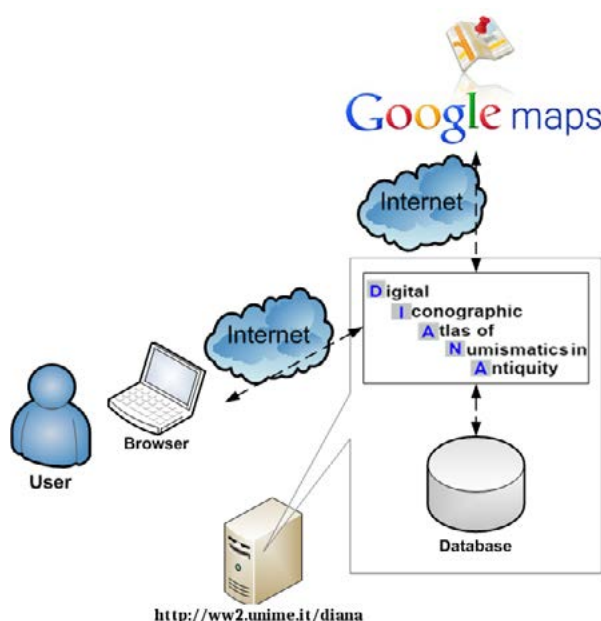 Google maps
Internet
Digital
Iconographic
Atlas of
Numismatics in
Antiquity
Internet
Browser
User
Database
http://ww2.unime.it/diana